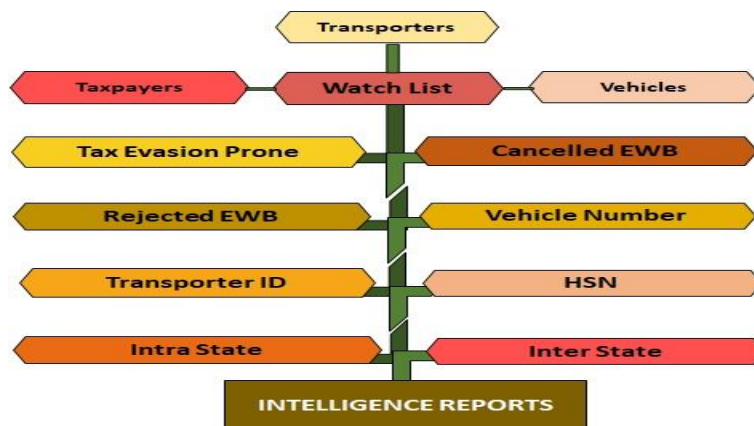 Transporters
Taxpayers
Watch List
Vehicles
Tax Evasion Prone
Cancelled EWB
Rejected EWB
Vehicle Number
Transporter ID
HSN
Intra State
Inter State
INTELLIGENCE REPORTS